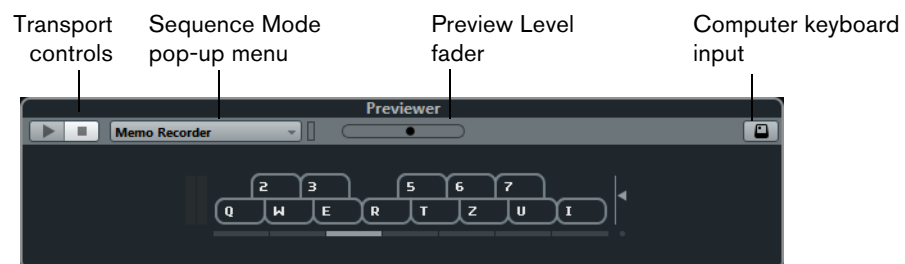 Transport controls
Sequence Mode pop-up menu
Preview Level fader
Computer keyboard input
Previewer
Memo Recorder
2 3 5 6 7
Q W E R T Z U I